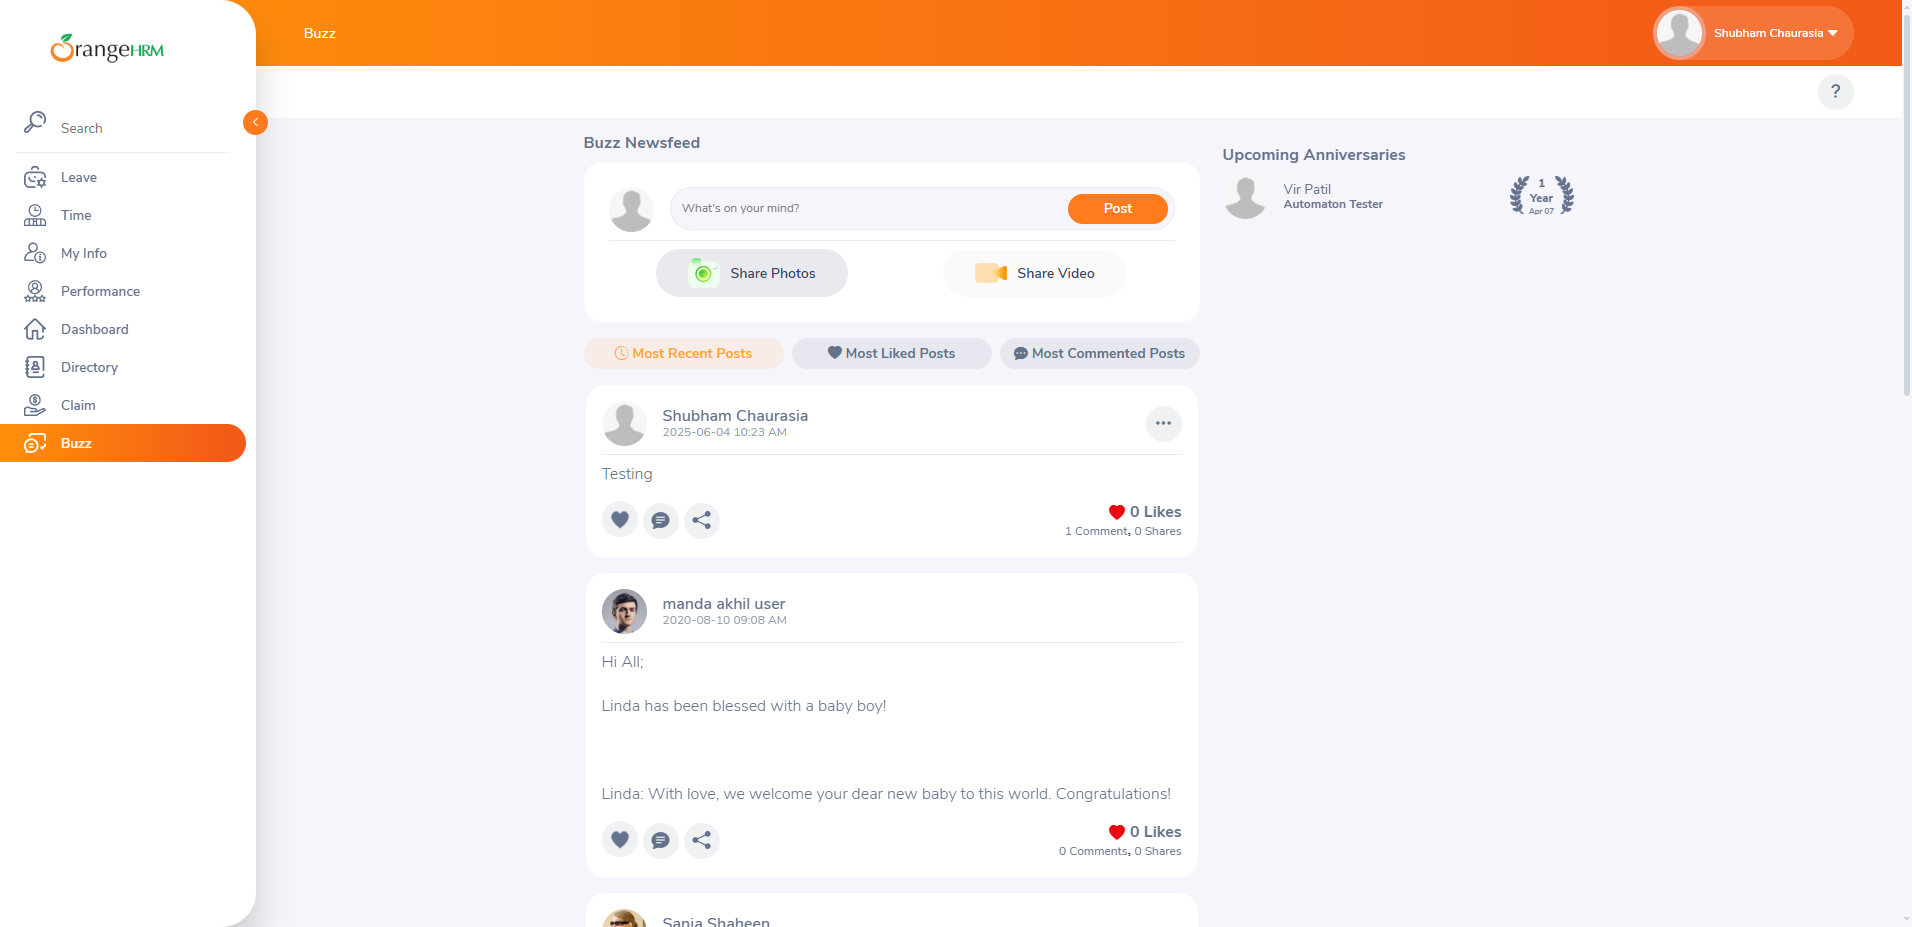 OrangeHRM
Search
Leave
Time
My Info
Performance
Dashboard
Directory
Claim
Buzz
Buzz
Shubham Chaurasia
?
Buzz Newsfeed
What's on your mind?
Post
Share Photos
Share Video
Most Recent Posts
Most Liked Posts
Most Commented Posts
Shubham Chaurasia
2025-06-04 10:23 AM
Testing
0 Likes
1 Comment, 0 Shares
manda akhil user
2020-08-10 09:08 AM
Hi All;
Linda has been blessed with a baby boy!
Linda: With love, we welcome your dear new baby to this world. Congratulations!
0 Likes
0 Comments, 0 Shares
Sania Shaheen
Upcoming Anniversaries
Vir Patil
Automaton Tester
1
Year
Apr 07